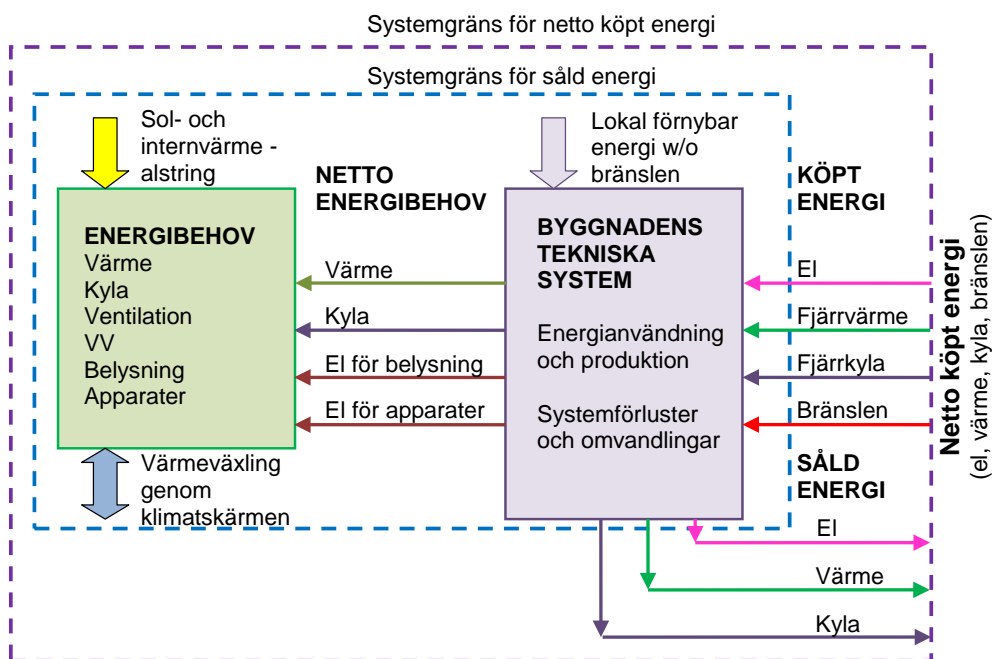 Systemgräns för netto köpt energi
Systemgräns för såld energi
Sol- och
internvärme -
alstring
Lokal förnybar
energi w/o
bränslen
NETTO
ENERGIBEHOV
KÖPT
ENERGI
ENERGIBEHOV
Värme
Kyla
Ventilation
VV
Belysning
Apparater
Värme
Kyla
El för belysning
El för apparater
BYGGNADENS
TEKNISKA
SYSTEM
Energianvändning
och produktion
Systemförluster
och omvandlingar
El
Fjärrvärme
Fjärrkyla
Bränslen
Netto köpt energi
(el, värme, kyla, bränslen)
Värmeväxling
genom
klimatskärmen
SÅLD
ENERGI
El
Värme
Kyla